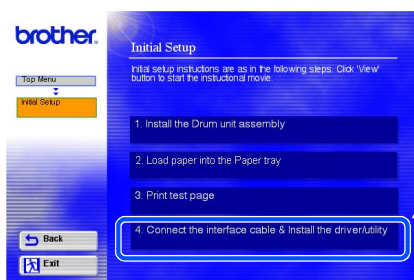 brother.
Initial Setup
Initial setup instructions are as in the following steps. Click 'View'
button to start the instructional movie.
Top Menu
Initial Setup
1. Install the Drum unit assembly
2. Load paper into the Paper tray
3. Print test page
4. Connect the interface cable & Install the driver/utility
Back
Exit